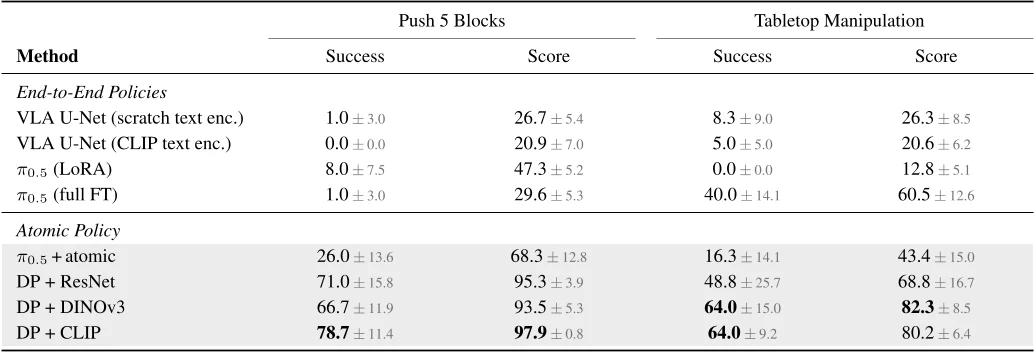 Push 5 Blocks Tabletop Manipulation
Method Success Score Success Score
End-to-End Policies
VLA U-Net (scratch text enc.) 1.0 ± 3.0 26.7 ± 5.4 8.3 ± 9.0 26.3 ± 8.5
VLA U-Net (CLIP text enc.) 0.0 ± 0.0 20.9 ± 7.0 5.0 ± 5.0 20.6 ± 6.2
π0.5 (LoRA) 8.0 ± 7.5 47.3 ± 5.2 0.0 ± 0.0 12.8 ± 5.1
π0.5 (full FT) 1.0 ± 3.0 29.6 ± 5.3 40.0 ± 14.1 60.5 ± 12.6
Atomic Policy
π0.5 + atomic 26.0 ± 13.6 68.3 ± 12.8 16.3 ± 14.1 43.4 ± 15.0
DP + ResNet 71.0 ± 15.8 95.3 ± 3.9 48.8 ± 25.7 68.8 ± 16.7
DP + DINOv3 66.7 ± 11.9 93.5 ± 5.3 64.0 ± 15.0 82.3 ± 8.5
DP + CLIP 78.7 ± 11.4 97.9 ± 0.8 64.0 ± 9.2 80.2 ± 6.4